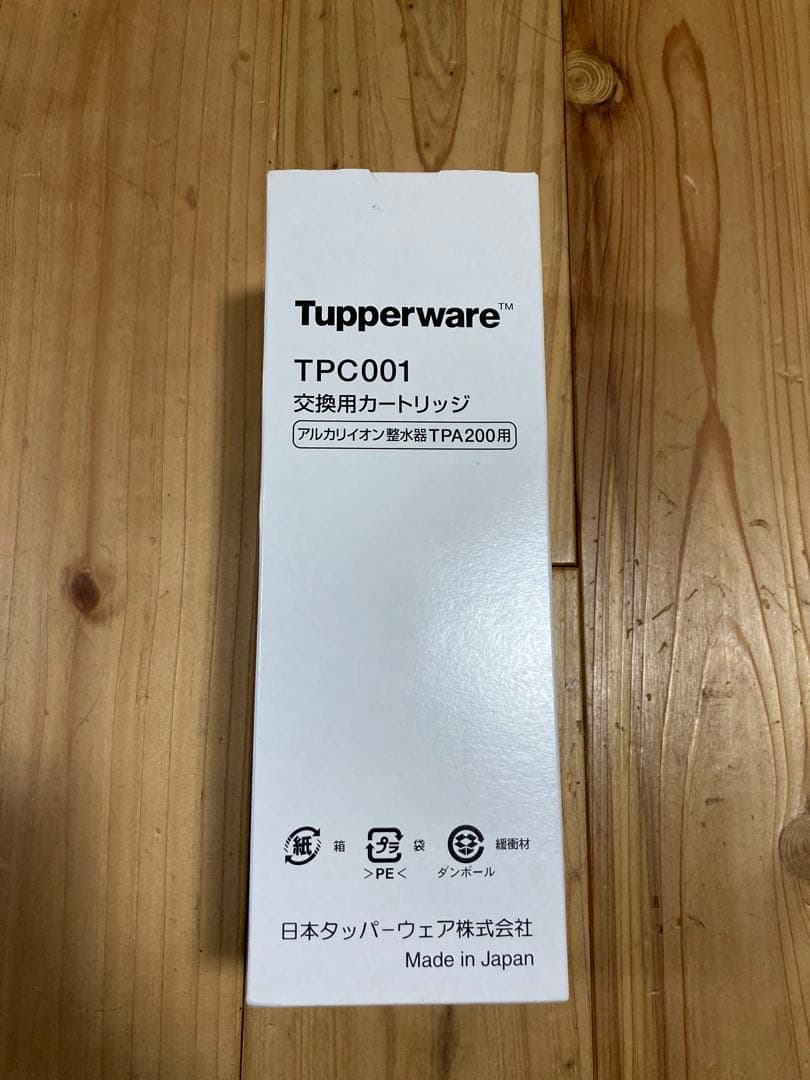 Tupperware™
TPC001
交換用カートリッジ
アルカリイオン整水器TPA200用
紙 箱 プラ 袋 緩衝材
>PE< ダンボール
日本タッパーウェア株式会社
Made in Japan